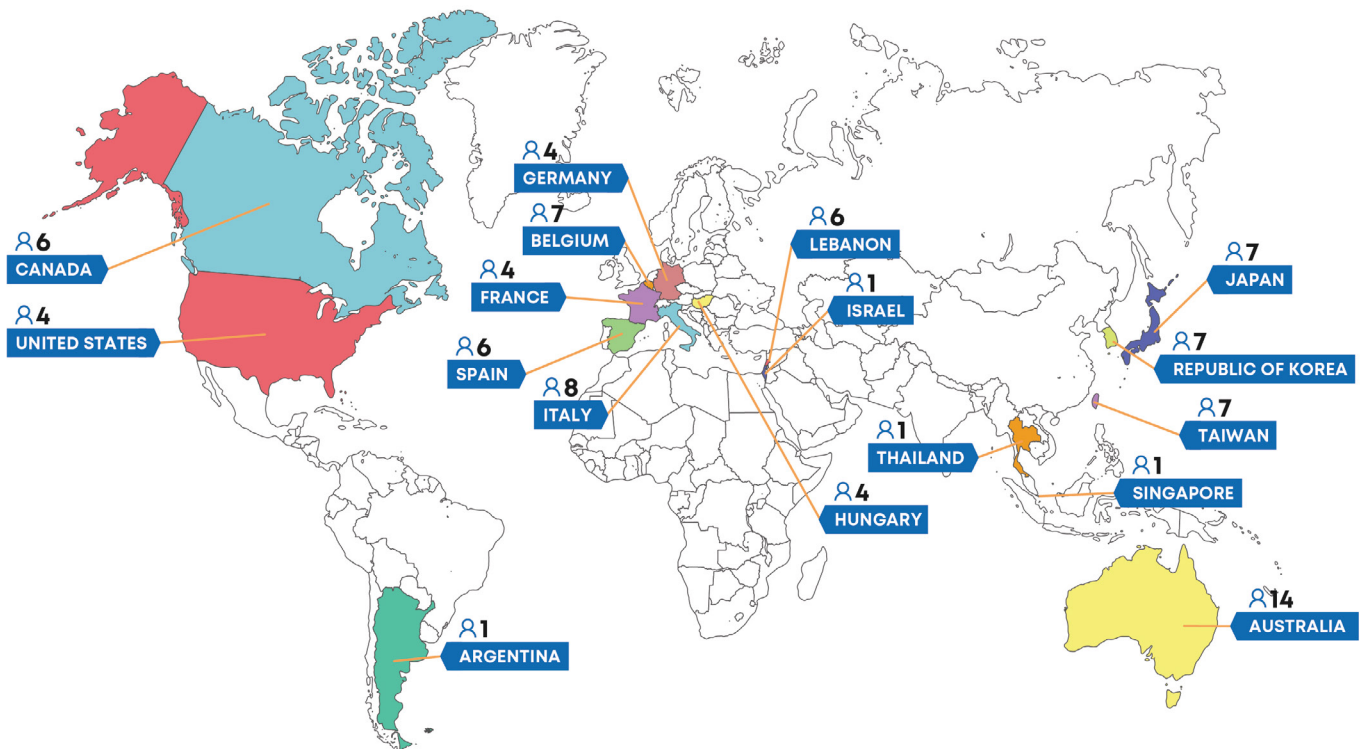 4
GERMANY
7
BELGIUM
6
LEBANON
6
CANADA
4
FRANCE
1
ISRAEL
7
JAPAN
4
UNITED STATES
6
SPAIN
7
REPUBLIC OF KOREA
8
ITALY
1
THAILAND
7
TAIWAN
4
HUNGARY
1
SINGAPORE
14
AUSTRALIA
1
ARGENTINA